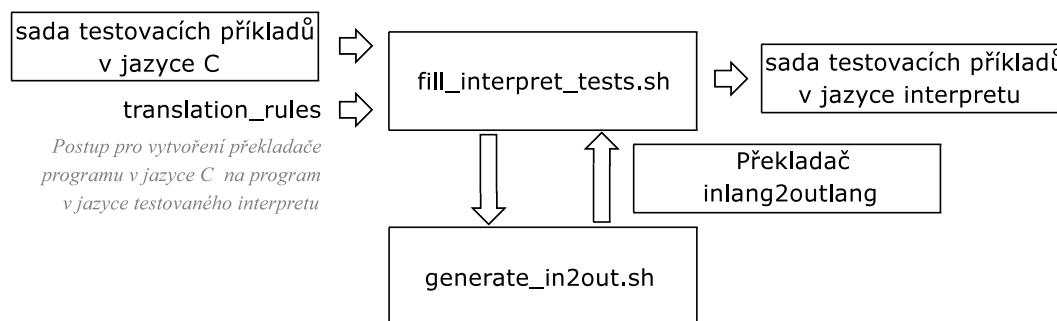 sada testovacích příkladů
v jazyce C
translation_rules
Postup pro vytvoření překladače
programu v jazyce C na program
v jazyce testovaného interpretu
fill_interpret_tests.sh
sada testovacích příkladů
v jazyce interpretu
Překladač
inlang2outlang
generate_in2out.sh